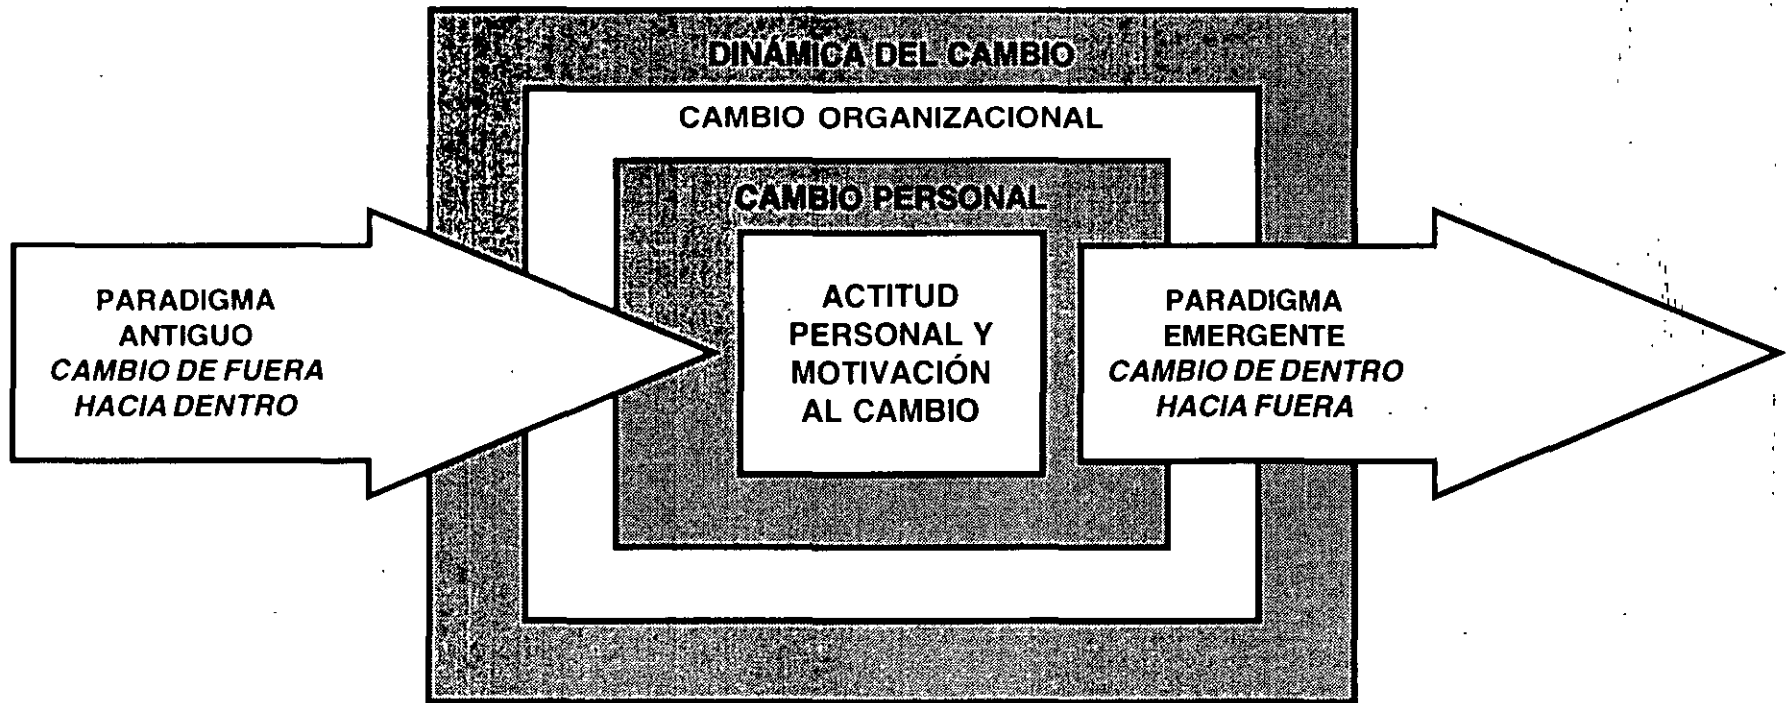 DINÁMICA DEL CAMBIO
CAMBIO ORGANIZACIONAL
CAMBIO PERSONAL
PARADIGMA
ANTIGUO
CAMBIO DE FUERA
HACIA DENTRO
ACTITUD
PERSONAL Y
MOTIVACIÓN
AL CAMBIO
PARADIGMA
EMERGENTE
CAMBIO DE DENTRO
HACIA FUERA